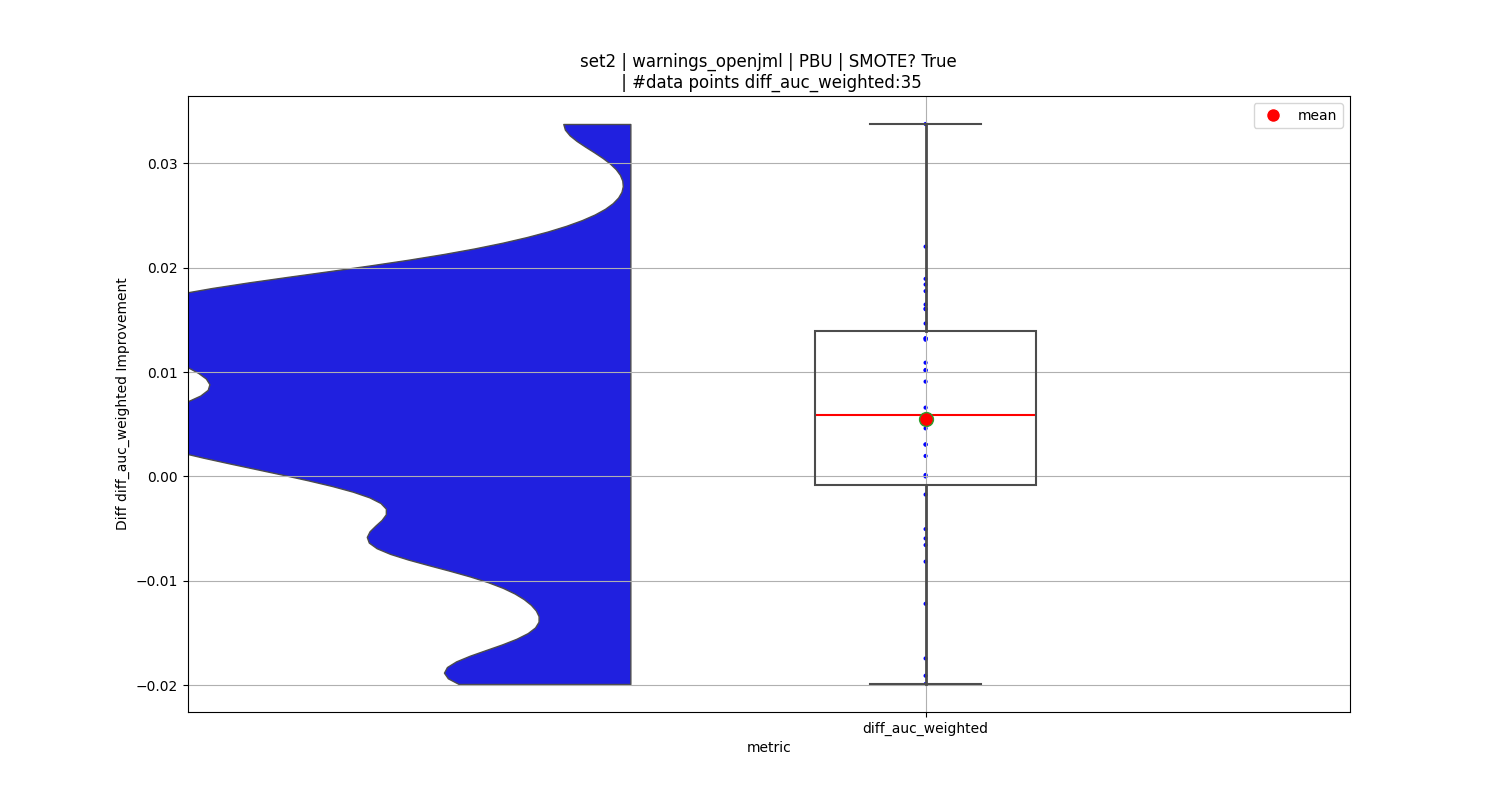 set2 | warnings_openjml | PBU | SMOTE? True
| #data points diff_auc_weighted:35
mean
0.03
0.02
0.01
0.00
−0.01
−0.02
Diff diff_auc_weighted Improvement
diff_auc_weighted
metric